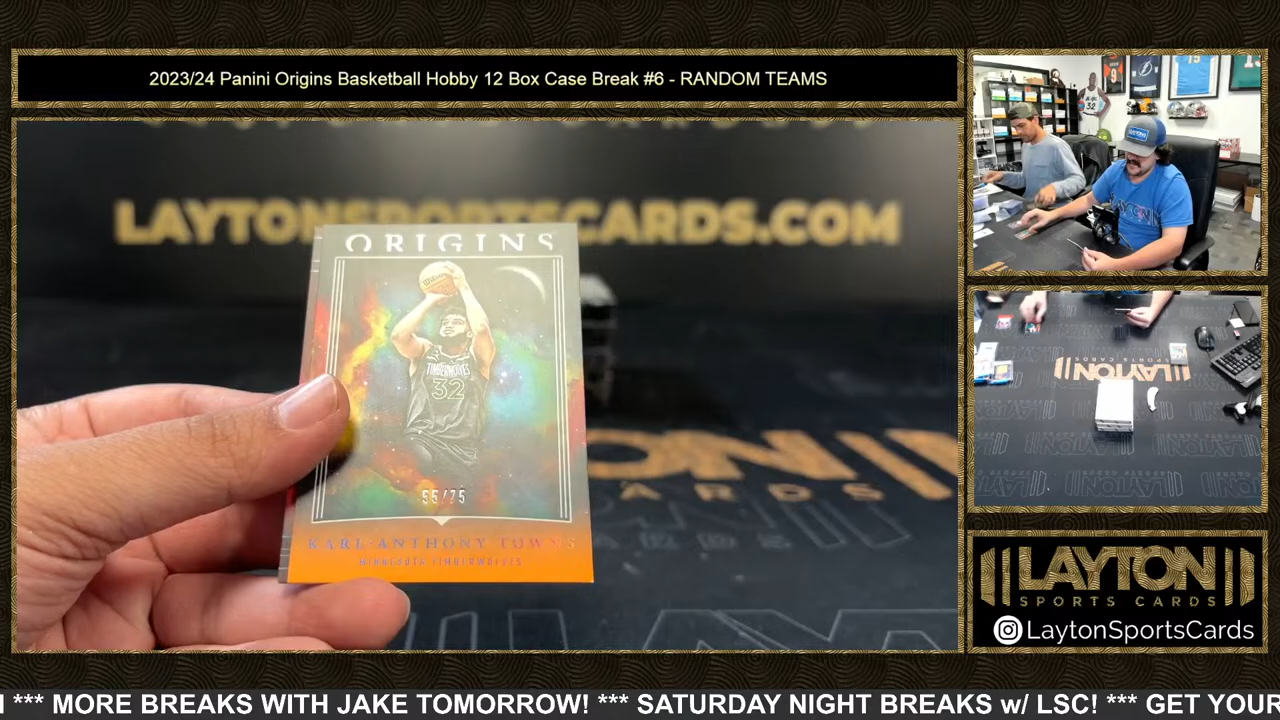 2023/24 Panini Origins Basketball Hobby 12 Box Case Break #6 - RANDOM TEAMS
LAYTONSPORTSCARDS.COM
ORIGINS
TIMBERWOLVES
32
55/75
KARL-ANTHONY TOWNS
MINNESOTA TIMBERWOLVES
LAYTON
SPORTS CARDS
LaytonSportsCards
*** MORE BREAKS WITH JAKE TOMORROW! *** SATURDAY NIGHT BREAKS w/ LSC! *** GET YOUR